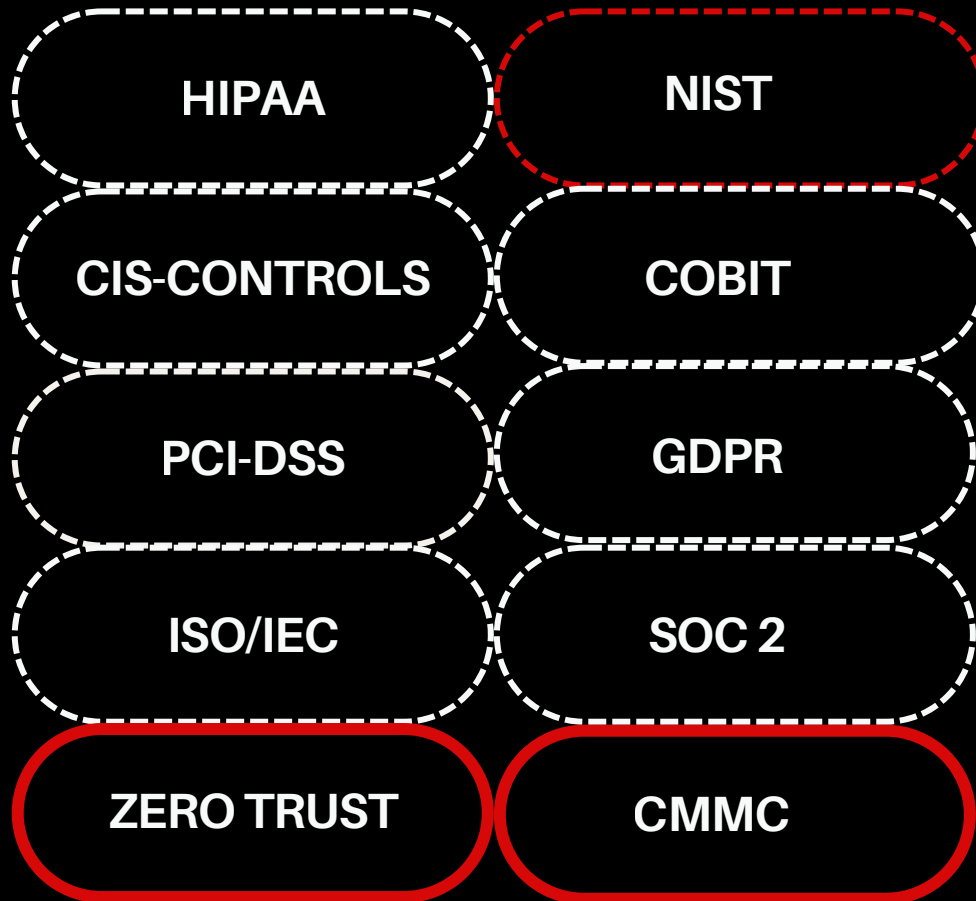 HIPAA
NIST
CIS-CONTROLS
COBIT
PCI-DSS
GDPR
ISO/IEC
SOC 2
ZERO TRUST
CMMC